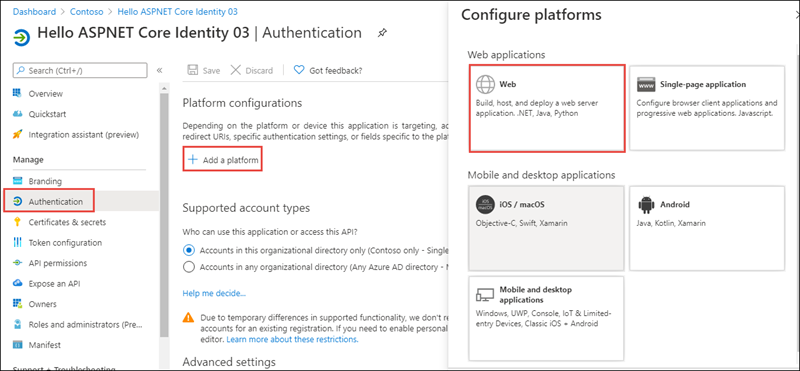 Dashboard > Contoso > Hello ASPNET Core Identity 03
Hello ASPNET Core Identity 03 | Authentication
Search (Ctrl+/)
«
Overview
Quickstart
Integration assistant (preview)
Manage
Branding
Authentication
Certificates & secrets
Token configuration
API permissions
Expose an API
Owners
Roles and administrators (Previ
Manifest
Save
Discard
Got feedback?
Platform configurations
Depending on the platform or device this application is targeting,
redirect URIs, specific authentication settings, or fields specific to the
+ Add a platform
Supported account types
Who can use this application or access this API?
Accounts in this organizational directory only (Contoso only - Single
Accounts in any organizational directory (Any Azure AD directory -
Help me decide...
Due to temporary differences in supported functionality, we don't
accounts for an existing registration. If you need to enable personal
editor. Learn more about these restrictions.
Advanced settings
Configure platforms
Web applications
Web
Build, host, and deploy a web server
application. .NET, Java, Python
www
Single-page application
Configure browser client applications and
progressive web applications. Javascript.
Mobile and desktop applications
iOS
macOS
iOS / macOS
Objective-C, Swift, Xamarin
Android
Java, Kotlin, Xamarin
Mobile and desktop
applications
Windows, UWP, Console, IoT & Limited-
entry Devices, Classic iOS + Android